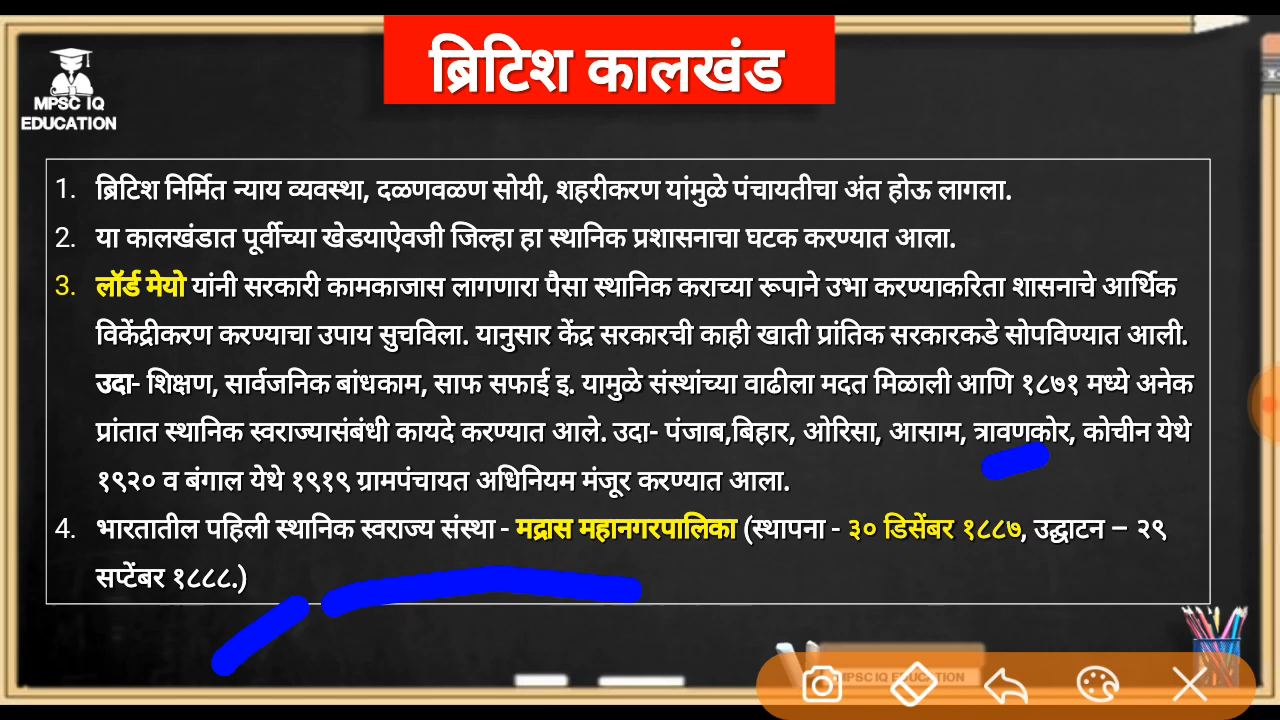 ब्रिटिश कालखंड
MPSC IQ
EDUCATION
1. ब्रिटिश निर्मित न्याय व्यवस्था, दळणवळण सोयी, शहरीकरण यांमुळे पंचायतीचा अंत होऊ लागला.
2. या कालखंडात पूर्वीच्या खेडयाऐवजी जिल्हा हा स्थानिक प्रशासनाचा घटक करण्यात आला.
3. लॉर्ड मेयो यांनी सरकारी कामकाजास लागणारा पैसा स्थानिक कराच्या रूपाने उभा करण्याकरिता शासनाचे आर्थिक
विकेंद्रीकरण करण्याचा उपाय सुचविला. यानुसार केंद्र सरकारची काही खाती प्रांतिक सरकारकडे सोपविण्यात आली.
उदा- शिक्षण, सार्वजनिक बांधकाम, साफ सफाई इ. यामुळे संस्थांच्या वाढीला मदत मिळाली आणि १८७१ मध्ये अनेक
प्रांतात स्थानिक स्वराज्यासंबंधी कायदे करण्यात आले. उदा- पंजाब,बिहार, ओरिसा, आसाम, त्रावणकोर, कोचीन येथे
१९२० व बंगाल येथे १९१९ ग्रामपंचायत अधिनियम मंजूर करण्यात आला.
4. भारतातील पहिली स्थानिक स्वराज्य संस्था - मद्रास महानगरपालिका (स्थापना - ३० डिसेंबर १८८७, उद्घाटन – २९
सप्टेंबर १८८८.)
MPSC IQ EDUCATION